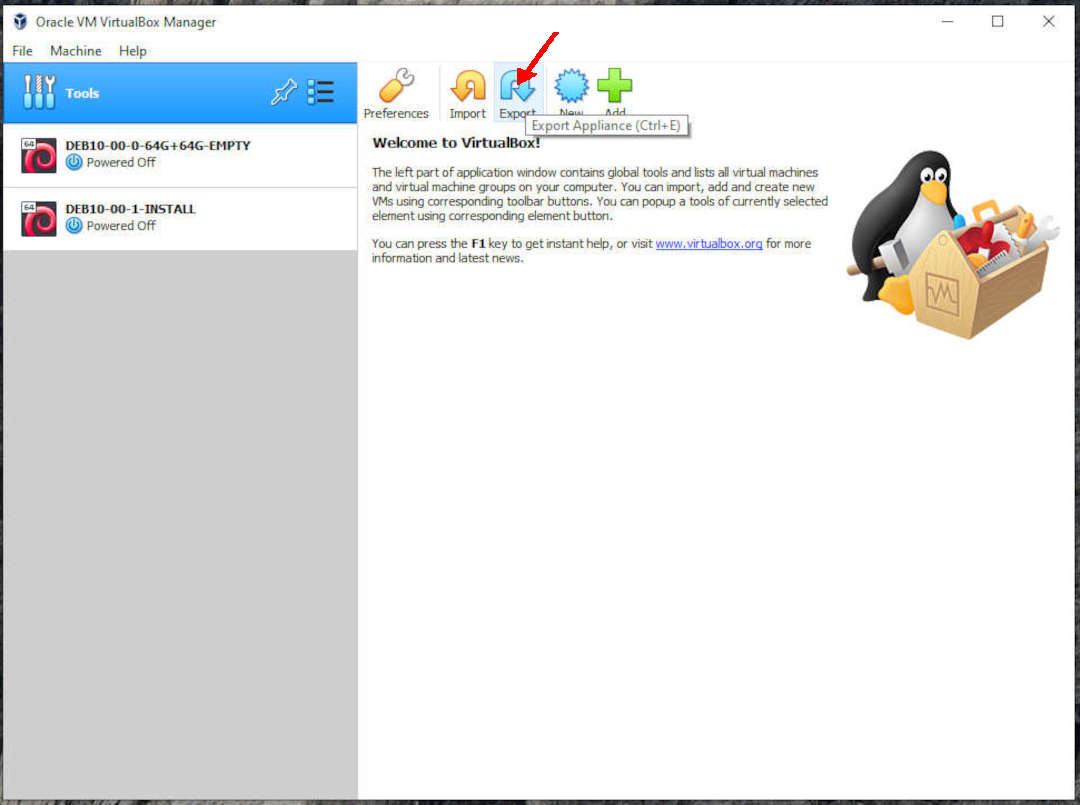 Oracle VM VirtualBox Manager
File Machine Help
Tools
Preferences Import Export New Add
Export Appliance (Ctrl+E)
64
DEB10-00-0-64G+64G-EMPTY
Powered Off
64
DEB10-00-1-INSTALL
Powered Off
Welcome to VirtualBox!
The left part of application window contains global tools and lists all virtual machines
and virtual machine groups on your computer. You can import, add and create new
VMs using corresponding toolbar buttons. You can popup a tools of currently selected
element using corresponding element button.
You can press the F1 key to get instant help, or visit www.virtualbox.org for more
information and latest news.
VM